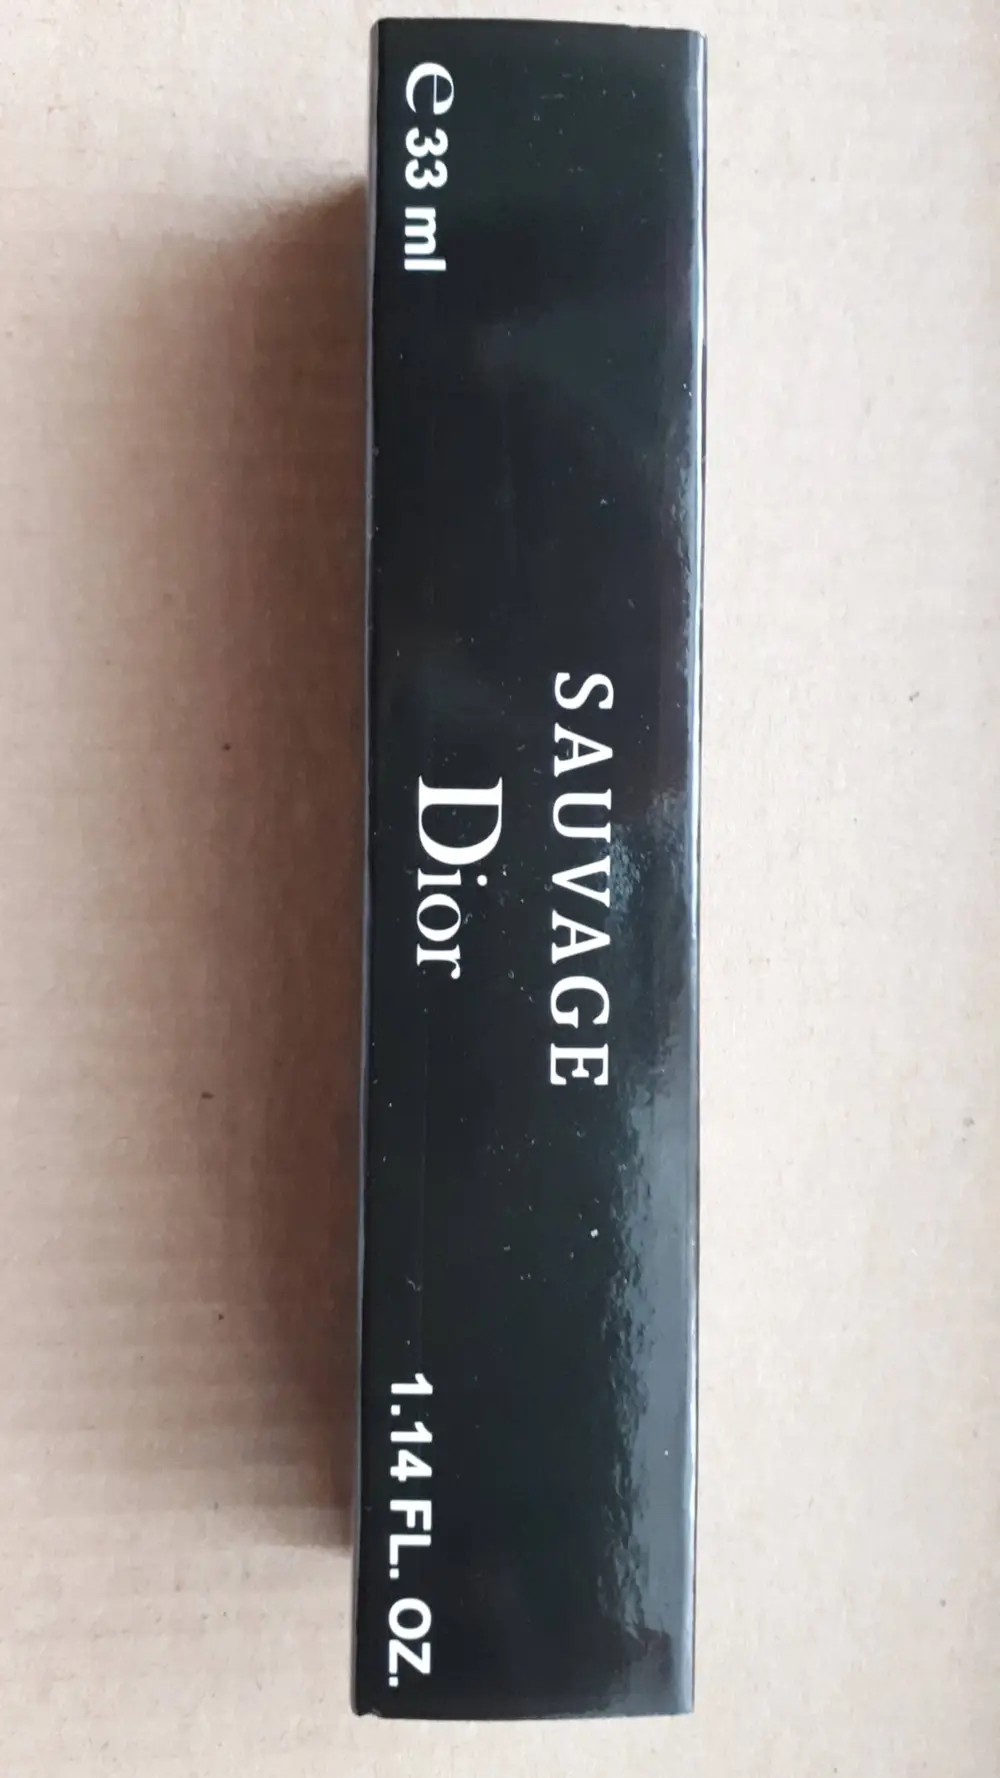 SAUVAGE
Dior
e 33 ml
1.14 FL. OZ.